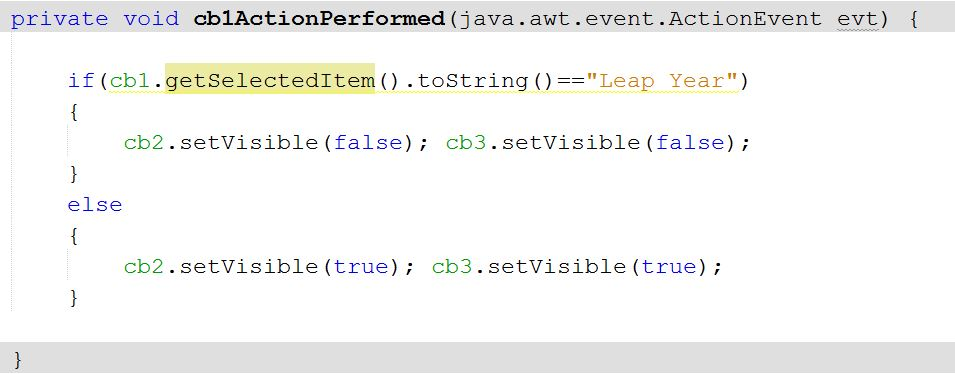 private void cb1ActionPerformed(java.awt.event.ActionEvent evt) {
if(cb1.getSelectedItem().toString()=="Leap Year")
{
cb2.setVisible(false); cb3.setVisible(false);
}
else
{
cb2.setVisible(true); cb3.setVisible(true);
}
}